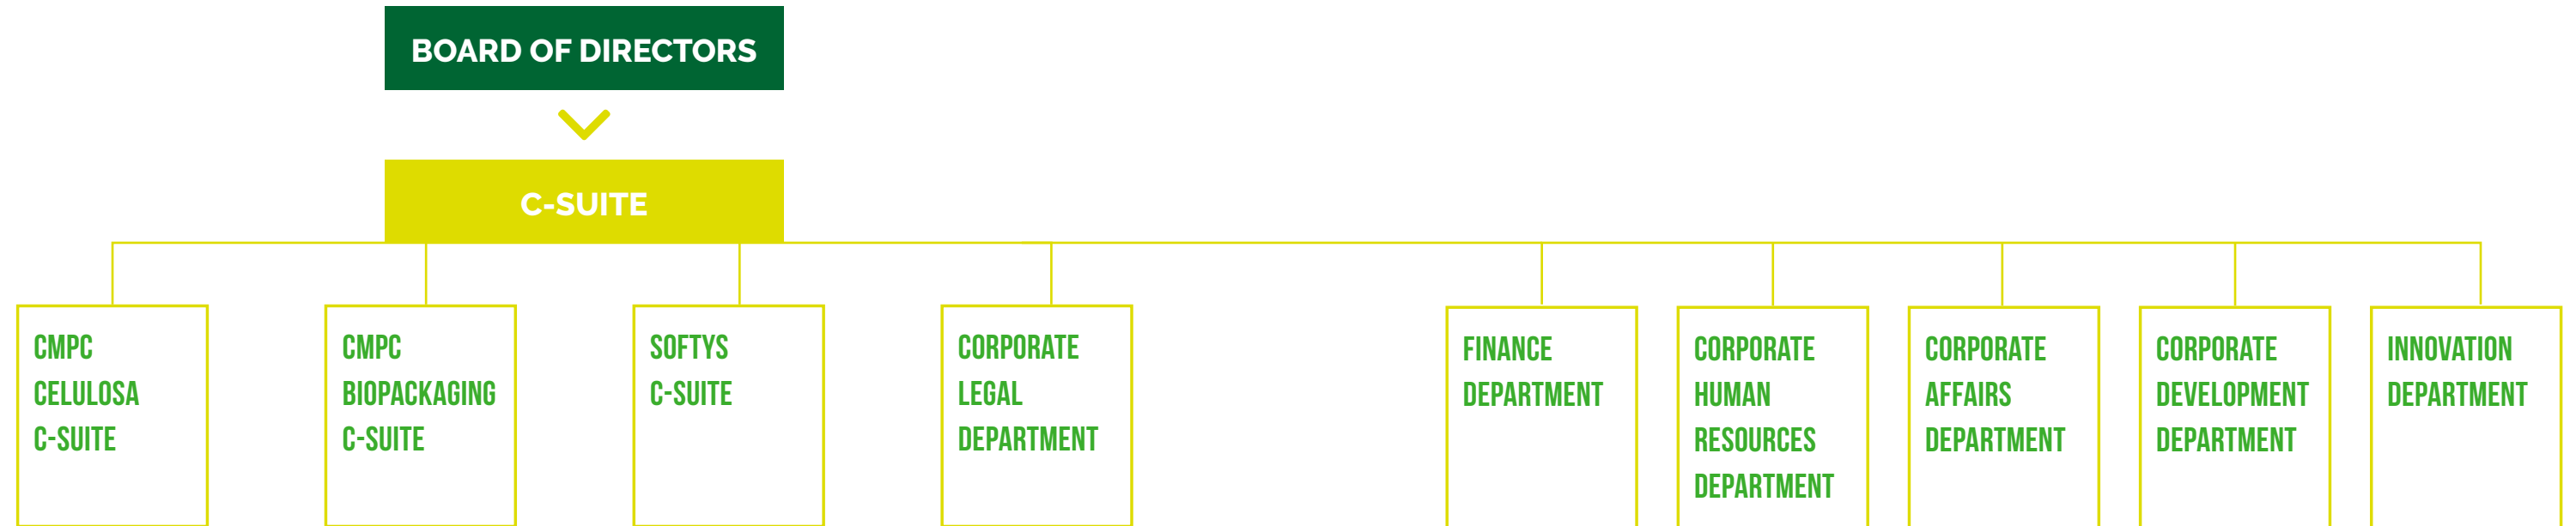 BOARD OF DIRECTORS
C-SUITE
CMPC
CELULOSA
C-SUITE
CMPC
BIOPACKAGING
C-SUITE
SOFTYS
C-SUITE
CORPORATE
LEGAL
DEPARTMENT
FINANCE
DEPARTMENT
CORPORATE
HUMAN
RESOURCES
DEPARTMENT
CORPORATE
AFFAIRS
DEPARTMENT
CORPORATE
DEVELOPMENT
DEPARTMENT
INNOVATION
DEPARTMENT